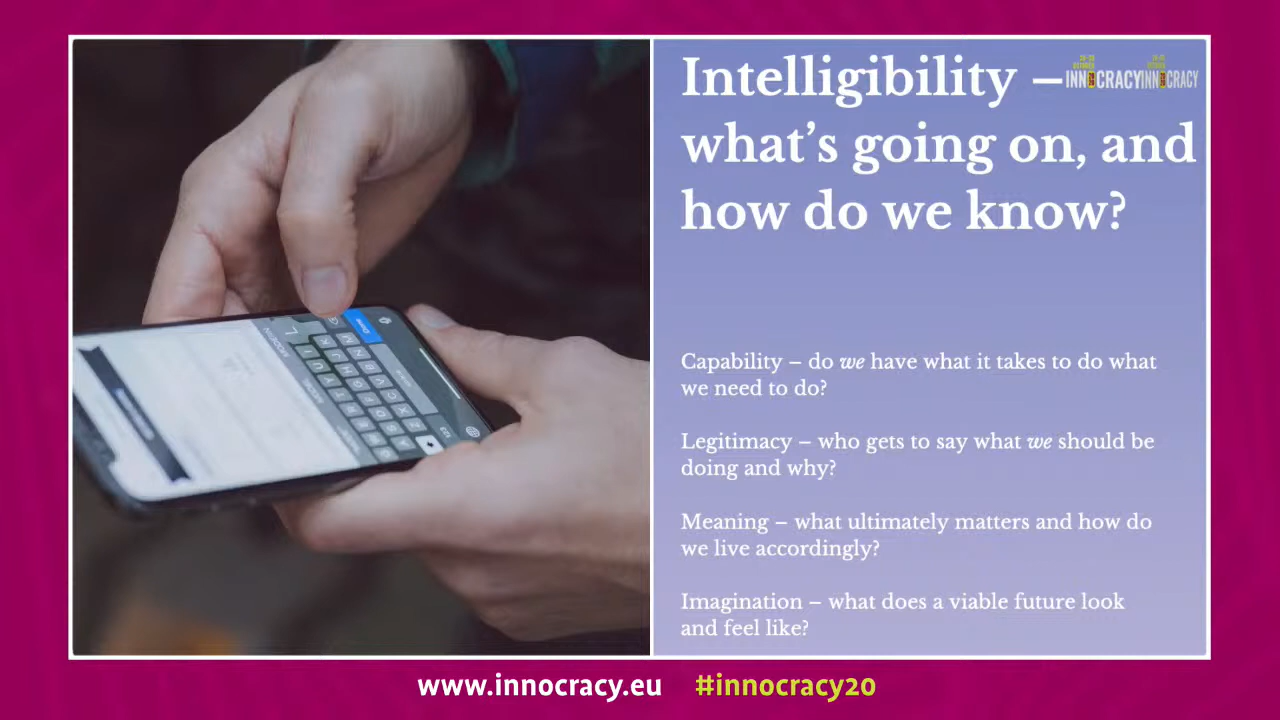 Intelligibility –
INNOCRACYINNOCRACY
what's going on, and
how do we know?
Capability – do we have what it takes to do what
we need to do?
Legitimacy – who gets to say what we should be
doing and why?
Meaning – what ultimately matters and how do
we live accordingly?
Imagination – what does a viable future look
and feel like?
www.innocracy.eu #innocracy20